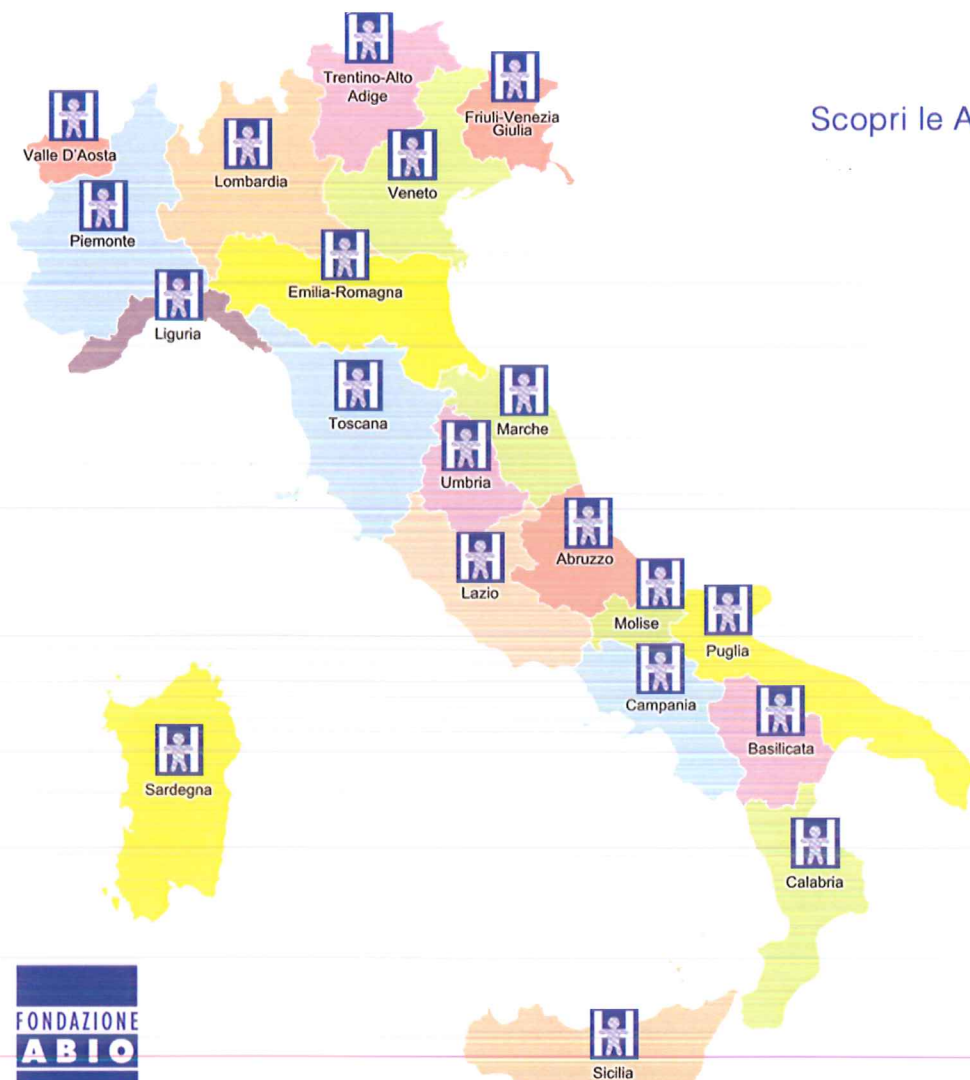 Trentino-Alto
Adige
Friuli-Venezia
Giulia
Scopri le A
Valle D'Aosta
Lombardia
Veneto
Piemonte
Emilia-Romagna
Liguria
Toscana
Marche
Umbria
Abruzzo
Lazio
Molise
Puglia
Campania
Basilicata
Sardegna
Calabria
FONDAZIONE
ABIO
Sicilia